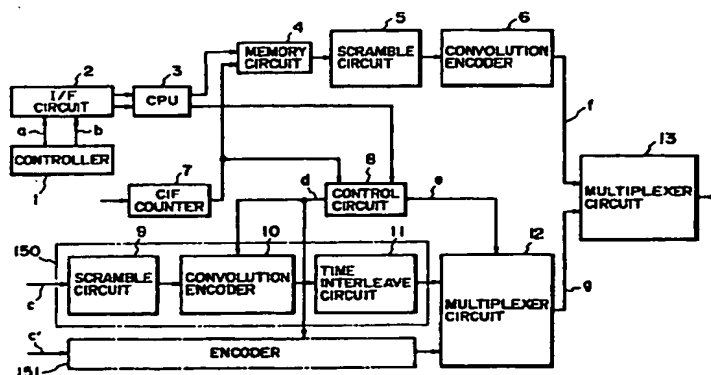 5
6
4
SCRAMBLE
CIRCUIT
CONVOLUTION
ENCODER
MEMORY
CIRCUIT
2
3
I/F
CIRCUIT
CPU
a
b
f
CONTROLLER
1
7
CIF
COUNTER
8
d
CONTROL
CIRCUIT
e
13
MULTIPLEXER
CIRCUIT
150
9
10
11
12
SCRAMBLE
CIRCUIT
CONVOLUTION
ENCODER
TIME
INTERLEAVE
CIRCUIT
MULTIPLEXER
CIRCUIT
c
g
c'
ENCODER
151